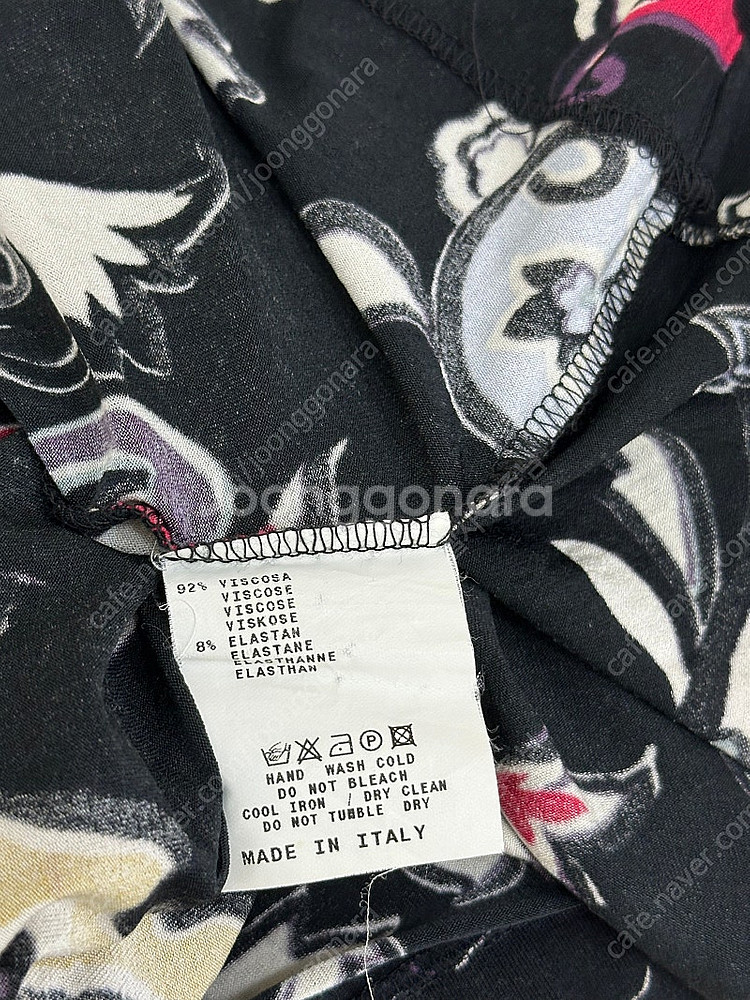 joonggonara
92% VISCOSA
VISCOSE
VISCOSE
VISKOSE
8% ELASTAN
ELASTANE
ELASTHANNE
ELASTHAN
P
HAND WASH COLD
DO NOT BLEACH
COOL IRON / DRY CLEAN
DO NOT TUMBLE DRY
MADE IN ITALY
cafe.naver.com/joonggonara